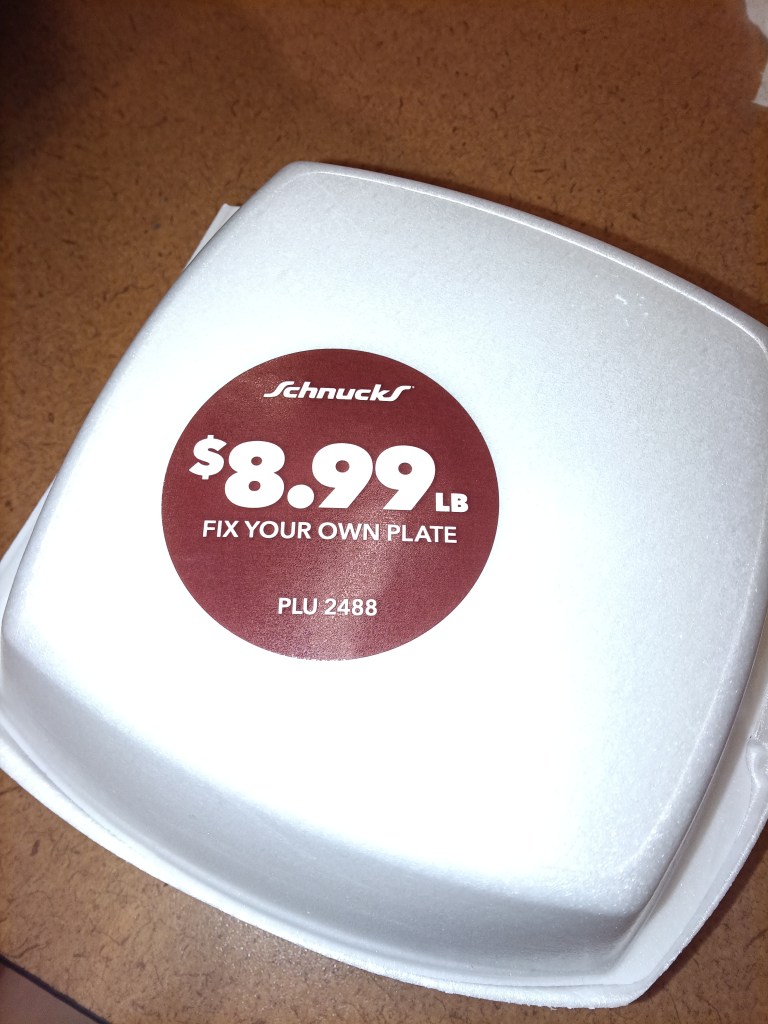 Schnucks
$8.99 LB
FIX YOUR OWN PLATE
PLU 2488